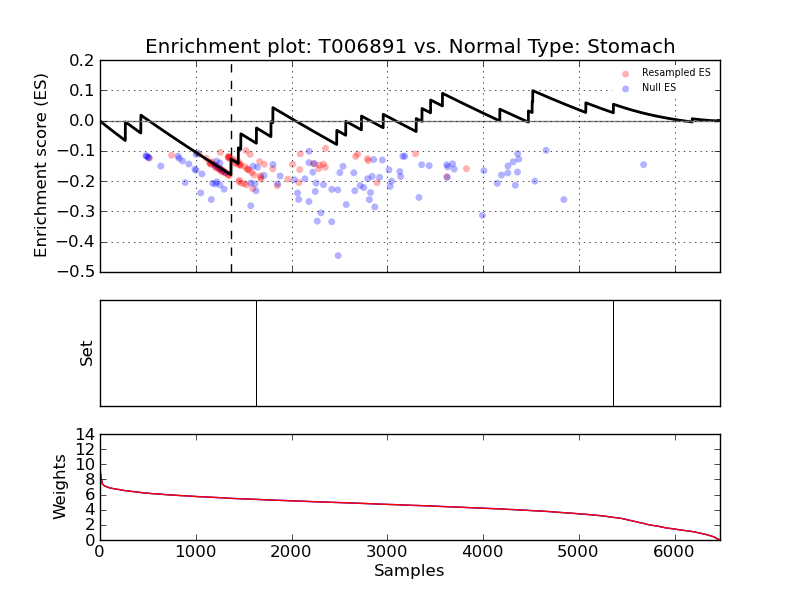 Enrichment plot: T006891 vs. Normal Type: Stomach
Enrichment score (ES)
0.2
0.1
0.0
−0.1
−0.2
−0.3
−0.4
−0.5
Resampled ES
Null ES
Set
Weights
14
12
10
8
6
4
2
0
0 1000 2000 3000 4000 5000 6000
Samples